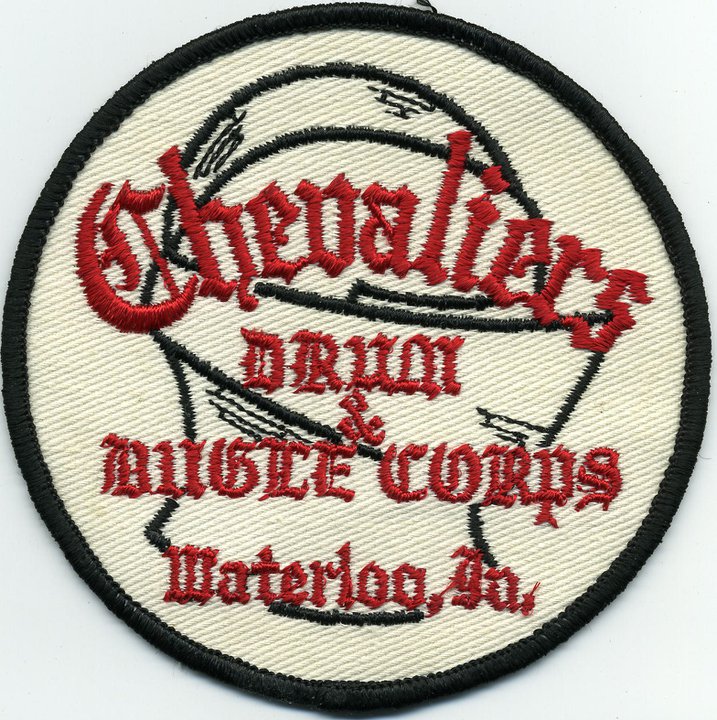 Chevaliers
DRUM
&
BUGLE CORPS
Waterloo, Ia.